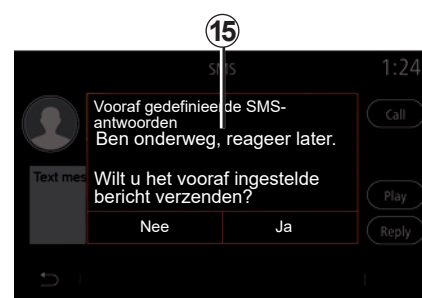 15
SMS
1:24
Vooraf gedefinieerde SMS-
antwoorden
Ben onderweg, reageer later.
Call
Text mes
Wilt u het vooraf ingestelde
bericht verzenden?
Play
Nee
Ja
Reply